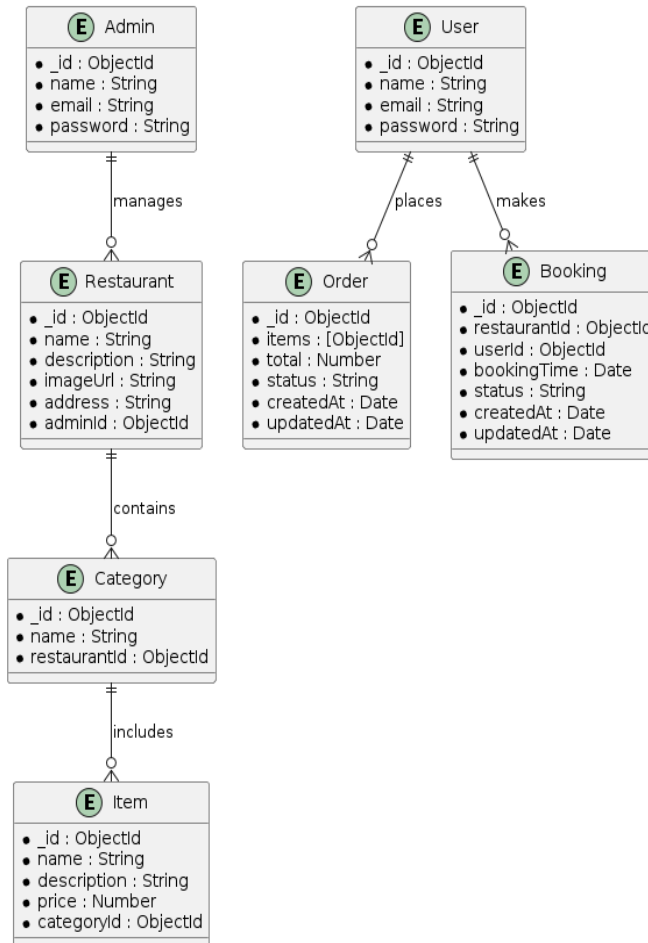 E Admin
_id : ObjectId
name : String
email : String
password : String
E User
_id : ObjectId
name : String
email : String
password : String
manages
places
makes
E Restaurant
_id : ObjectId
name : String
description : String
imageUrl : String
address : String
adminId : ObjectId
E Order
_id : ObjectId
items : [ObjectId]
total : Number
status : String
createdAt : Date
updatedAt : Date
E Booking
_id : ObjectId
restaurantId : ObjectId
userId : ObjectId
bookingTime : Date
status : String
createdAt : Date
updatedAt : Date
contains
E Category
_id : ObjectId
name : String
restaurantId : ObjectId
includes
E Item
_id : ObjectId
name : String
description : String
price : Number
categoryId : ObjectId